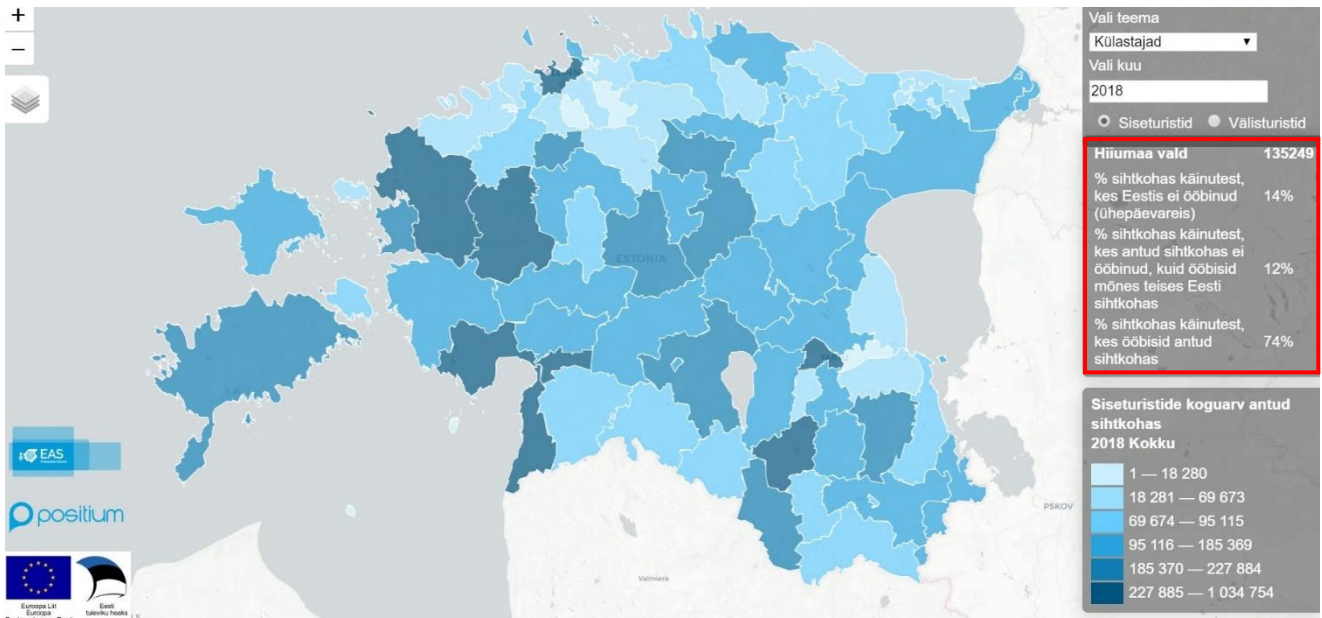 +
−
Vali teema
Külastajad
Vali kuu
2018
Siseturistid Välisturistid
Hiiumaa vald 135249
% sihtkohas käinutest,
kes Eestis ei ööbinud 14%
(ühepäevareis)
% sihtkohas käinutest,
kes antud sihtkohas ei
ööbinud, kuid ööbisid 12%
mõnes teises Eesti
sihtkohas
% sihtkohas käinutest,
kes ööbisid antud 74%
sihtkohas
Siseturistide koguarv antud
sihtkohas
2018 Kokku
1 — 18 280
18 281 — 69 673
69 674 — 95 115
95 116 — 185 369
185 370 — 227 884
227 885 — 1 034 754
ESTONIA
EAS
positium
PSKOV
Valmiera
Euroopa Liit
Euroopa
Eesti
tuleviku heaks